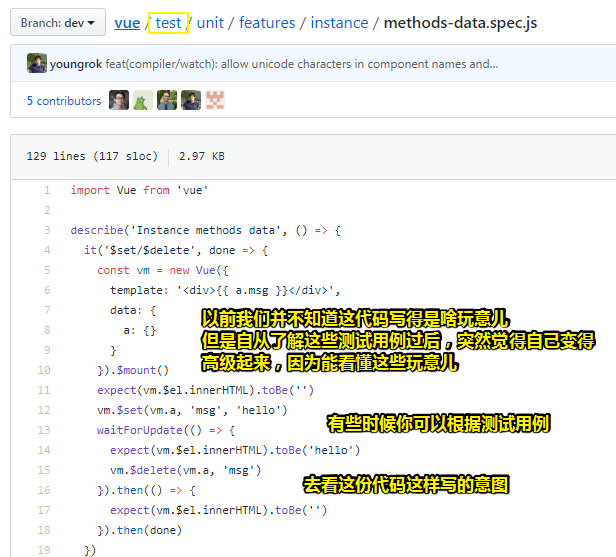 Branch: dev vue / test / unit / features / instance / methods-data.spec.js
youngrok feat(compiler/watch): allow unicode characters in component names and…
5 contributors
129 lines (117 sloc) 2.97 KB
1 import Vue from 'vue'
2
3 describe('Instance methods data', () => {
4 it('$set/$delete', done => {
5 const vm = new Vue({
6 template: '<div>{{ a.msg }}</div>',
7 data: {
8 a: {}
9 }
10 }).$mount()
11 expect(vm.$el.innerHTML).toBe('')
12 vm.$set(vm.a, 'msg', 'hello')
13 waitForUpdate(() => {
14 expect(vm.$el.innerHTML).toBe('hello')
15 vm.$delete(vm.a, 'msg')
16 }).then(() => {
17 expect(vm.$el.innerHTML).toBe('')
18 }).then(done)
19 })
以前我们并不知道这代码写得是啥玩意儿
但是自从了解这些测试用例过后，突然觉得自己变得
高级起来，因为能看懂这些玩意儿
有些时候你可以根据测试用例
去看这份代码这样写的意图